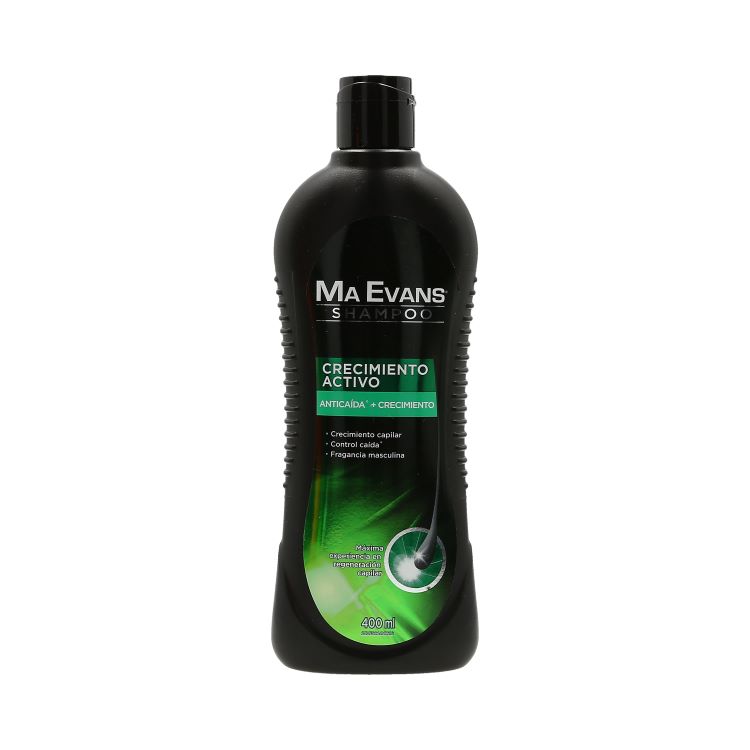 MA EVANS®
SHAMPOO
CRECIMIENTO
ACTIVO
ANTICAÍDA* + CRECIMIENTO
• Crecimiento capilar
• Control caída*
• Fragancia masculina
Máxima
experiencia en
regeneración
capilar
400 ml